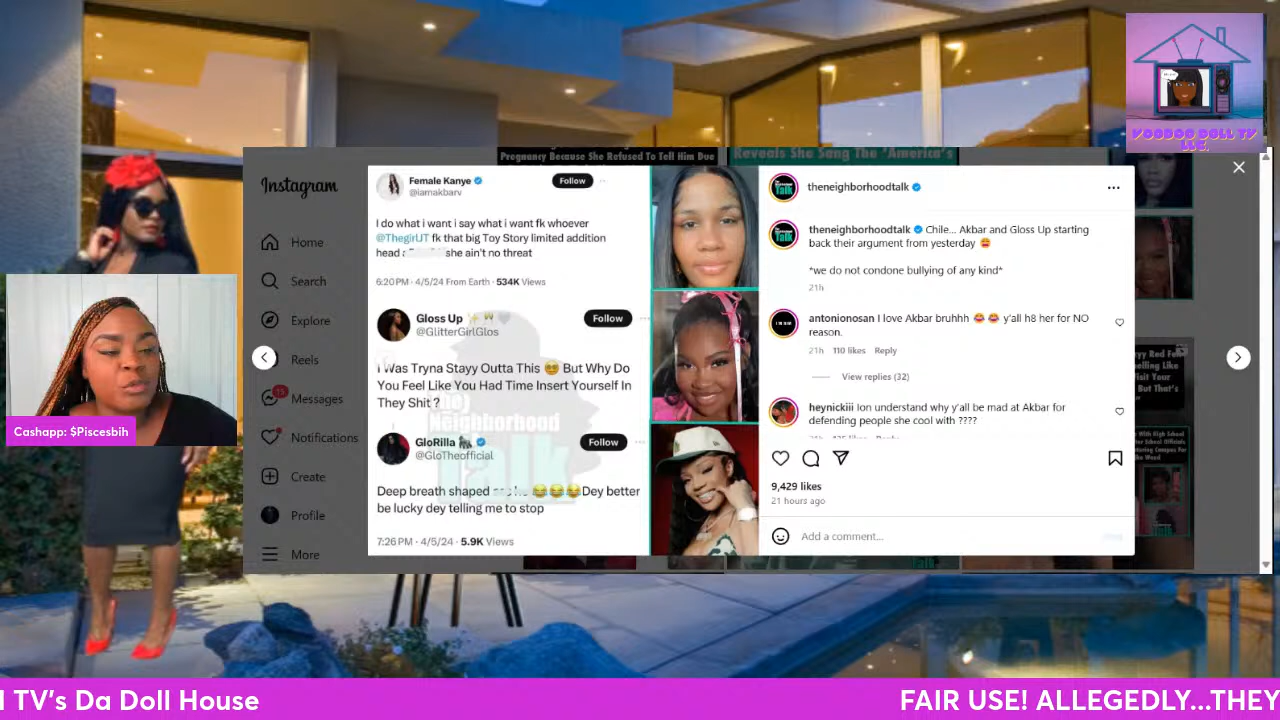 VOODOO DOLL TV
LLC.
Pregnancy Because She Refused To Tell Him Due
Reveals She Sang The "America's
Instagram
Home
Search
Explore
Reels
15
Messages
Notifications
Create
Profile
More
Cashapp: $Piscesbih
Female Kanye
@iamakbarv
Follow
I do what i want i say what i want fk whoever
@ThegirlJT fk that big Toy Story limited addition
head she ain't no threat
6:20 PM · 4/5/24 From Earth · 534K Views
Gloss Up
@GlitterGirlGlos
Follow
I Was Tryna Stayy Outta This 😭 But Why Do
You Feel Like You Had Time Insert Yourself In
They Shit ?
The
Neighborhood
GloRilla
@GloTheofficial
Follow
Deep breath shaped 😂😂😂Dey better
be lucky dey telling me to stop
7:26 PM · 4/5/24 · 5.9K Views
theneighborhoodtalk
theneighborhoodtalk Chile... Akbar and Gloss Up starting
back their argument from yesterday 🤩
*we do not condone bullying of any kind*
21h
antonionosan I love Akbar bruhhh 😂😂 y'all h8 her for NO
reason.
21h 110 likes Reply
View replies (32)
heynickiii Ion understand why y'all be mad at Akbar for
defending people she cool with ????
9,429 likes
21 hours ago
Add a comment...
TV's Da Doll House
FAIR USE! ALLEGEDLY...THEY